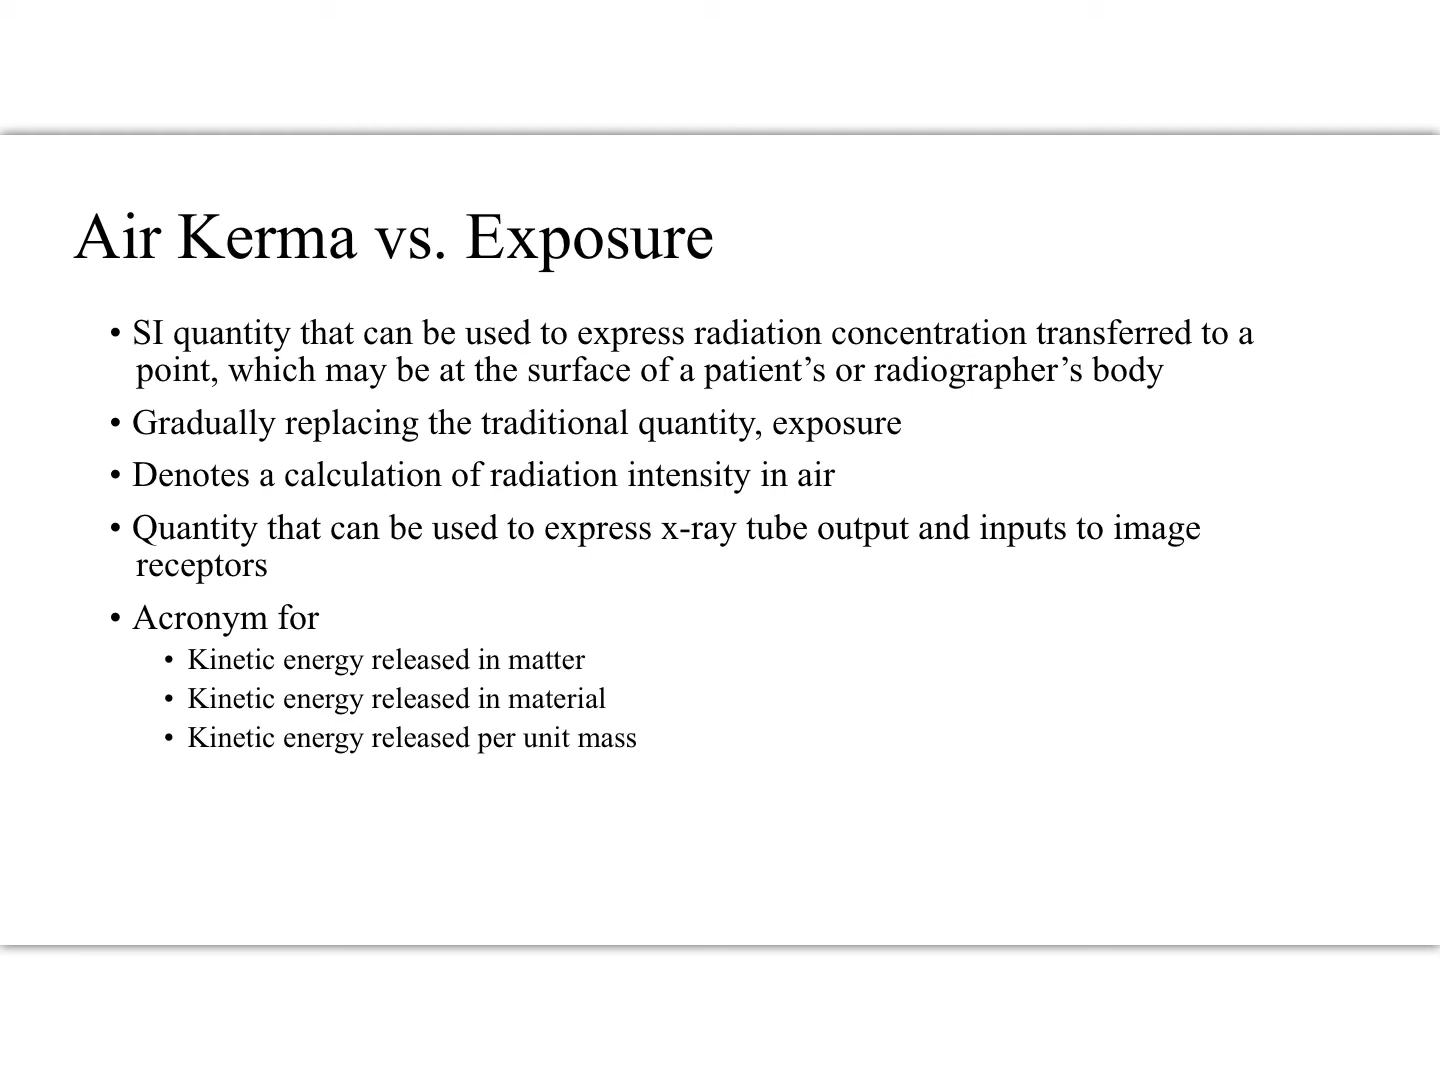 Air Kerma vs. Exposure
• SI quantity that can be used to express radiation concentration transferred to a
point, which may be at the surface of a patient’s or radiographer’s body
• Gradually replacing the traditional quantity, exposure
• Denotes a calculation of radiation intensity in air
• Quantity that can be used to express x-ray tube output and inputs to image
receptors
• Acronym for
• Kinetic energy released in matter
• Kinetic energy released in material
• Kinetic energy released per unit mass